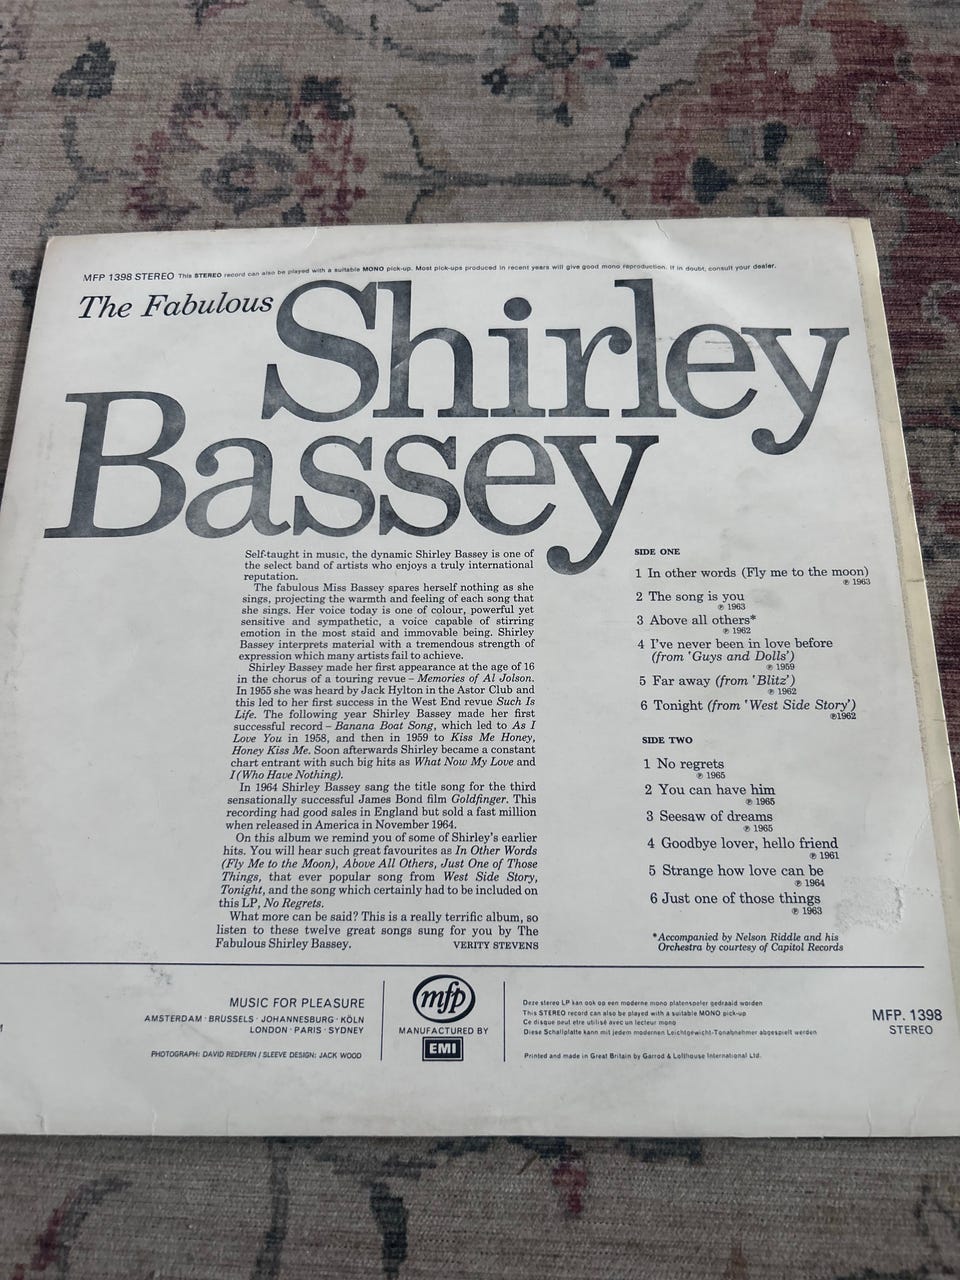 MFP 1398 STEREO This STEREO record can also be played with a suitable MONO pick-up. Most pick-ups produced in recent years will give good mono reproduction. If in doubt, consult your dealer.
The Fabulous
Shirley
Bassey
Self-taught in music, the dynamic Shirley Bassey is one of
the select band of artists who enjoys a truly international
reputation.
The fabulous Miss Bassey spares herself nothing as she
sings, projecting the warmth and feeling of each song that
she sings. Her voice today is one of colour, powerful yet
sensitive and sympathetic, a voice capable of stirring
emotion in the most staid and immovable being. Shirley
Bassey interprets material with a tremendous strength of
expression which many artists fail to achieve.
Shirley Bassey made her first appearance at the age of 16
in the chorus of a touring revue – Memories of Al Jolson.
In 1955 she was heard by Jack Hylton in the Astor Club and
this led to her first success in the West End revue Such Is
Life. The following year Shirley Bassey made her first
successful record – Banana Boat Song, which led to As I
Love You in 1958, and then in 1959 to Kiss Me Honey,
Honey Kiss Me. Soon afterwards Shirley became a constant
chart entrant with such big hits as What Now My Love and
I (Who Have Nothing).
In 1964 Shirley Bassey sang the title song for the third
sensationally successful James Bond film Goldfinger. This
recording had good sales in England but sold a fast million
when released in America in November 1964.
On this album we remind you of some of Shirley's earlier
hits. You will hear such great favourites as In Other Words
(Fly Me to the Moon), Above All Others, Just One of Those
Things, that ever popular song from West Side Story,
Tonight, and the song which certainly had to be included on
this LP, No Regrets.
What more can be said? This is a really terrific album, so
listen to these twelve great songs sung for you by The
Fabulous Shirley Bassey. VERITY STEVENS
SIDE ONE
1 In other words (Fly me to the moon)
℗ 1963
2 The song is you
℗ 1963
3 Above all others*
℗ 1962
4 I've never been in love before
(from 'Guys and Dolls')
℗ 1959
5 Far away (from 'Blitz')
℗ 1962
6 Tonight (from 'West Side Story')
℗1962
SIDE TWO
1 No regrets
℗ 1965
2 You can have him
℗ 1965
3 Seesaw of dreams
℗ 1965
4 Goodbye lover, hello friend
℗ 1961
5 Strange how love can be
℗ 1964
6 Just one of those things
℗ 1963
*Accompanied by Nelson Riddle and his
Orchestra by courtesy of Capitol Records
MUSIC FOR PLEASURE
AMSTERDAM · BRUSSELS · JOHANNESBURG · KÖLN
LONDON · PARIS · SYDNEY
PHOTOGRAPH: DAVID REDFERN / SLEEVE DESIGN: JACK WOOD
mfp
MANUFACTURED BY
EMI
Deze stereo LP kan ook op een moderne mono platenspeler gedraaid worden
This STEREO record can also be played with a suitable MONO pick-up
Ce disque peut etre utilisé avec un lecteur mono
Diese Schallplatte kann mit jedem modernen Leichtgewicht-Tonabnehmer abgespielt werden
Printed and made in Great Britain by Garrod & Lofthouse International Ltd.
MFP. 1398
STEREO